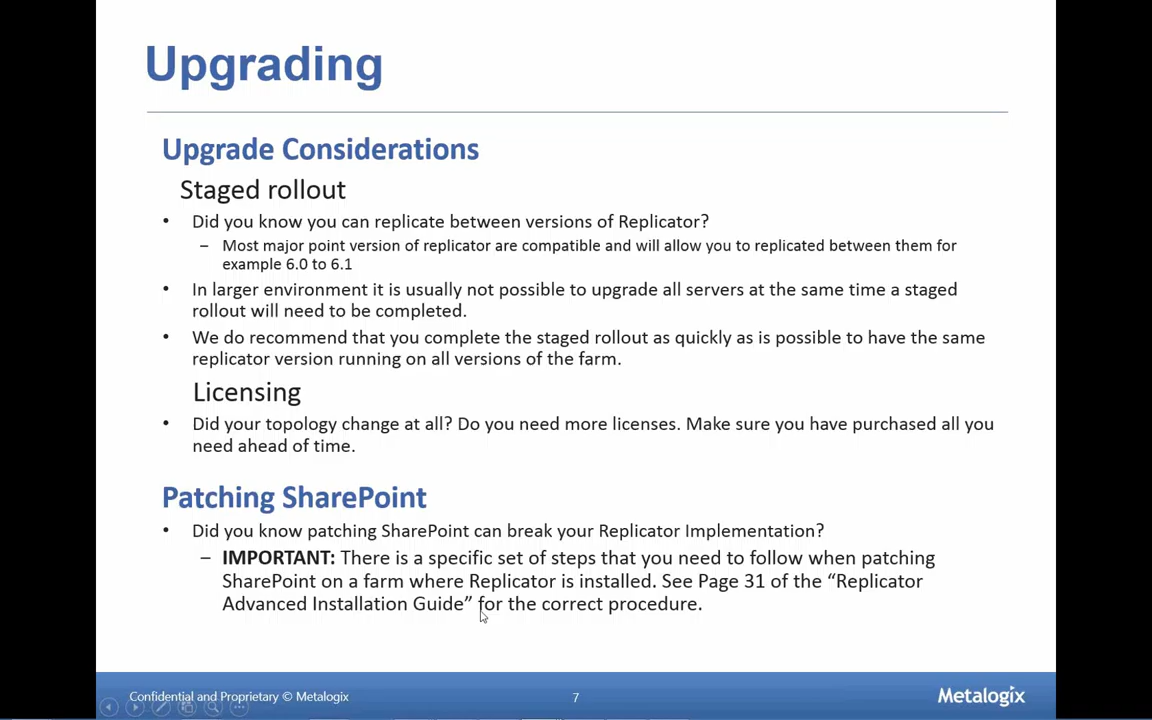 Upgrading
Upgrade Considerations
Staged rollout
• Did you know you can replicate between versions of Replicator?
– Most major point version of replicator are compatible and will allow you to replicated between them for
example 6.0 to 6.1
• In larger environment it is usually not possible to upgrade all servers at the same time a staged
rollout will need to be completed.
• We do recommend that you complete the staged rollout as quickly as is possible to have the same
replicator version running on all versions of the farm.
Licensing
• Did your topology change at all? Do you need more licenses. Make sure you have purchased all you
need ahead of time.
Patching SharePoint
• Did you know patching SharePoint can break your Replicator Implementation?
– IMPORTANT: There is a specific set of steps that you need to follow when patching
SharePoint on a farm where Replicator is installed. See Page 31 of the “Replicator
Advanced Installation Guide” for the correct procedure.
Confidential and Proprietary © Metalogix
7
Metalogix